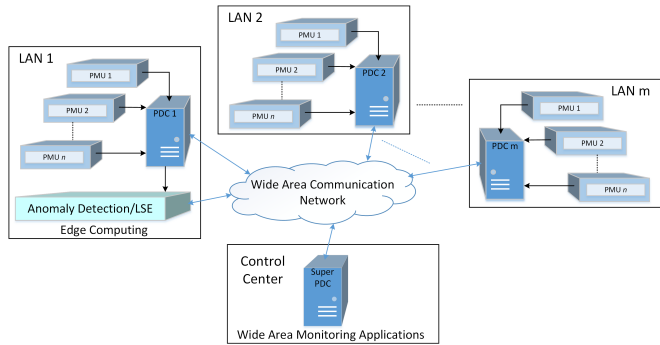 LAN 1
PMU 1
PMU 2
PMU n
PDC 1
Anomaly Detection/LSE
Edge Computing
LAN 2
PMU 1
PMU 2
PMU n
PDC 2
LAN m
PMU 1
PMU 2
PMU n
PDC m
Wide Area Communication
Network
Control
Center
Super
PDC
Wide Area Monitoring Applications